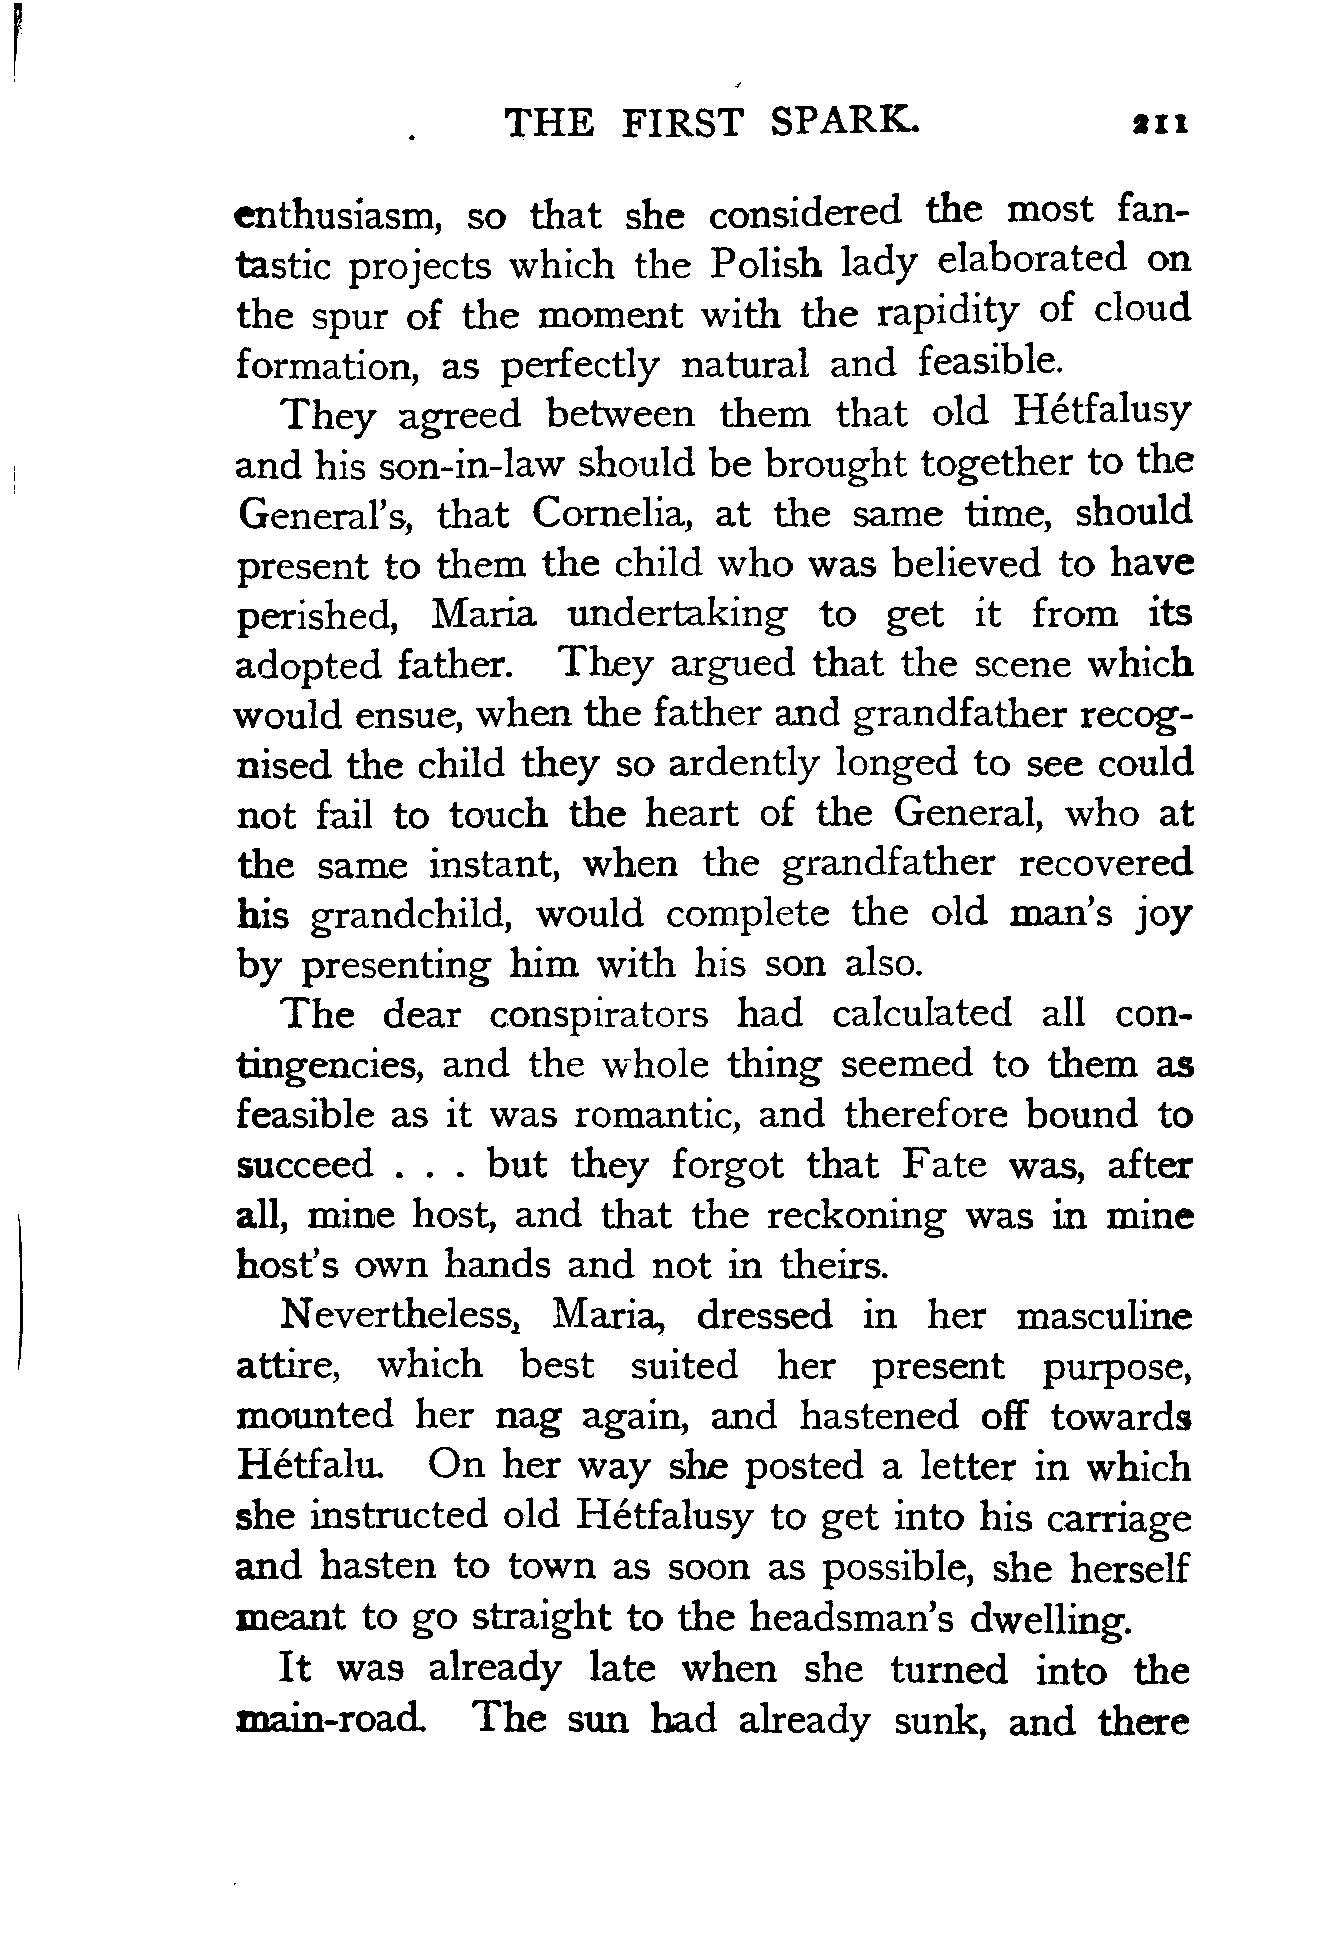 THE FIRST SPARK. 211
enthusiasm, so that she considered the most fan-
tastic projects which the Polish lady elaborated on
the spur of the moment with the rapidity of cloud
formation, as perfectly natural and feasible.
They agreed between them that old Hétfalusy
and his son-in-law should be brought together to the
General's, that Cornelia, at the same time, should
present to them the child who was believed to have
perished, Maria undertaking to get it from its
adopted father. They argued that the scene which
would ensue, when the father and grandfather recog-
nised the child they so ardently longed to see could
not fail to touch the heart of the General, who at
the same instant, when the grandfather recovered
his grandchild, would complete the old man's joy
by presenting him with his son also.
The dear conspirators had calculated all con-
tingencies, and the whole thing seemed to them as
feasible as it was romantic, and therefore bound to
succeed . . . but they forgot that Fate was, after
all, mine host, and that the reckoning was in mine
host's own hands and not in theirs.
Nevertheless, Maria, dressed in her masculine
attire, which best suited her present purpose,
mounted her nag again, and hastened off towards
Hétfalu. On her way she posted a letter in which
she instructed old Hétfalusy to get into his carriage
and hasten to town as soon as possible, she herself
meant to go straight to the headsman's dwelling.
It was already late when she turned into the
main-road. The sun had already sunk, and there